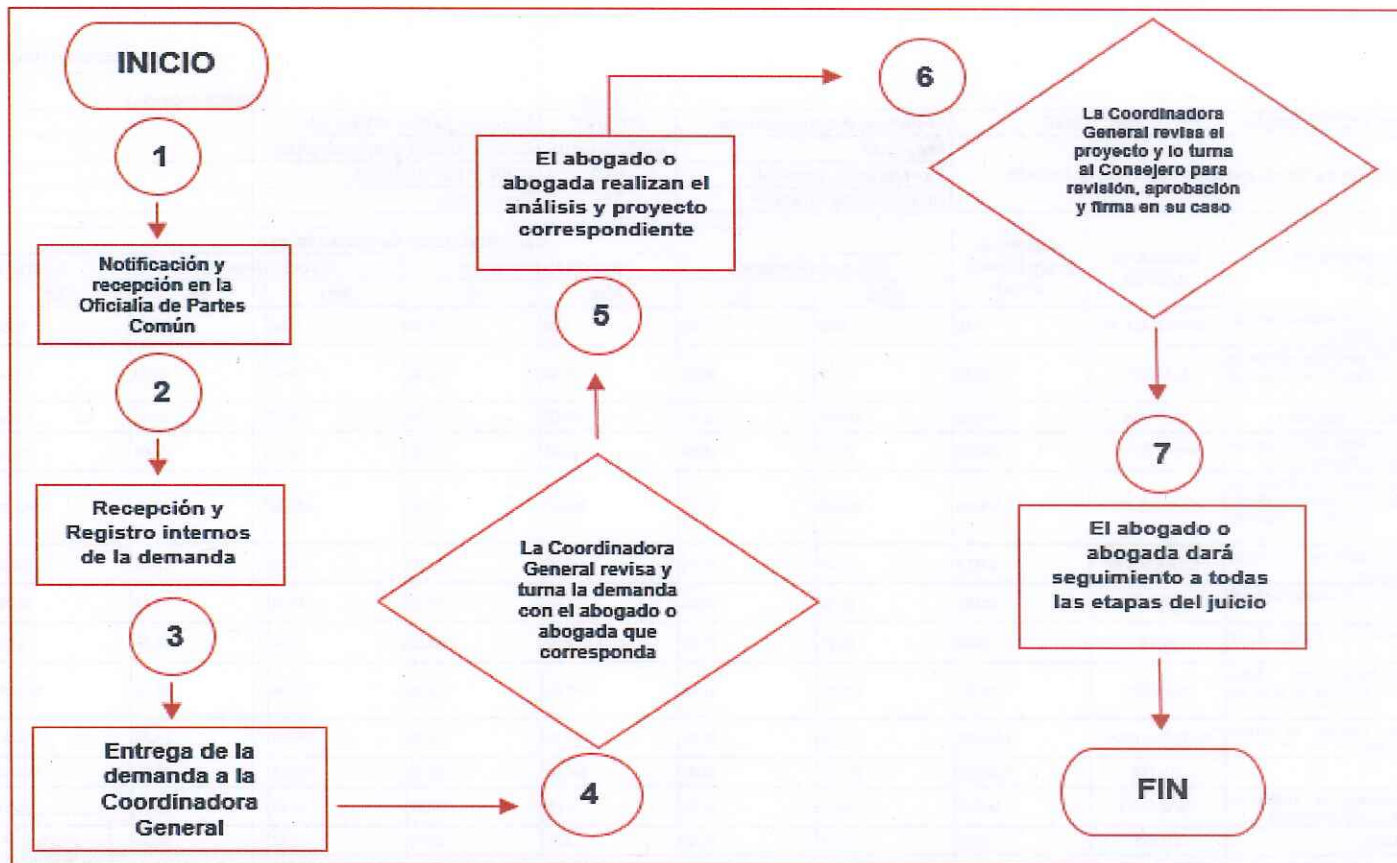 INICIO
1
Notificación y
recepción en la
Oficialía de Partes
Común
2
Recepción y
Registro internos
de la demanda
3
Entrega de la
demanda a la
Coordinadora
General
4
La Coordinadora
General revisa y
turna la demanda
con el abogado o
abogada que
corresponda
5
El abogado o
abogada realizan el
análisis y proyecto
correspondiente
6
La Coordinadora
General revisa el
proyecto y lo turna
al Consejero para
revisión, aprobación
y firma en su caso
7
El abogado o
abogada dará
seguimiento a todas
las etapas del juicio
FIN